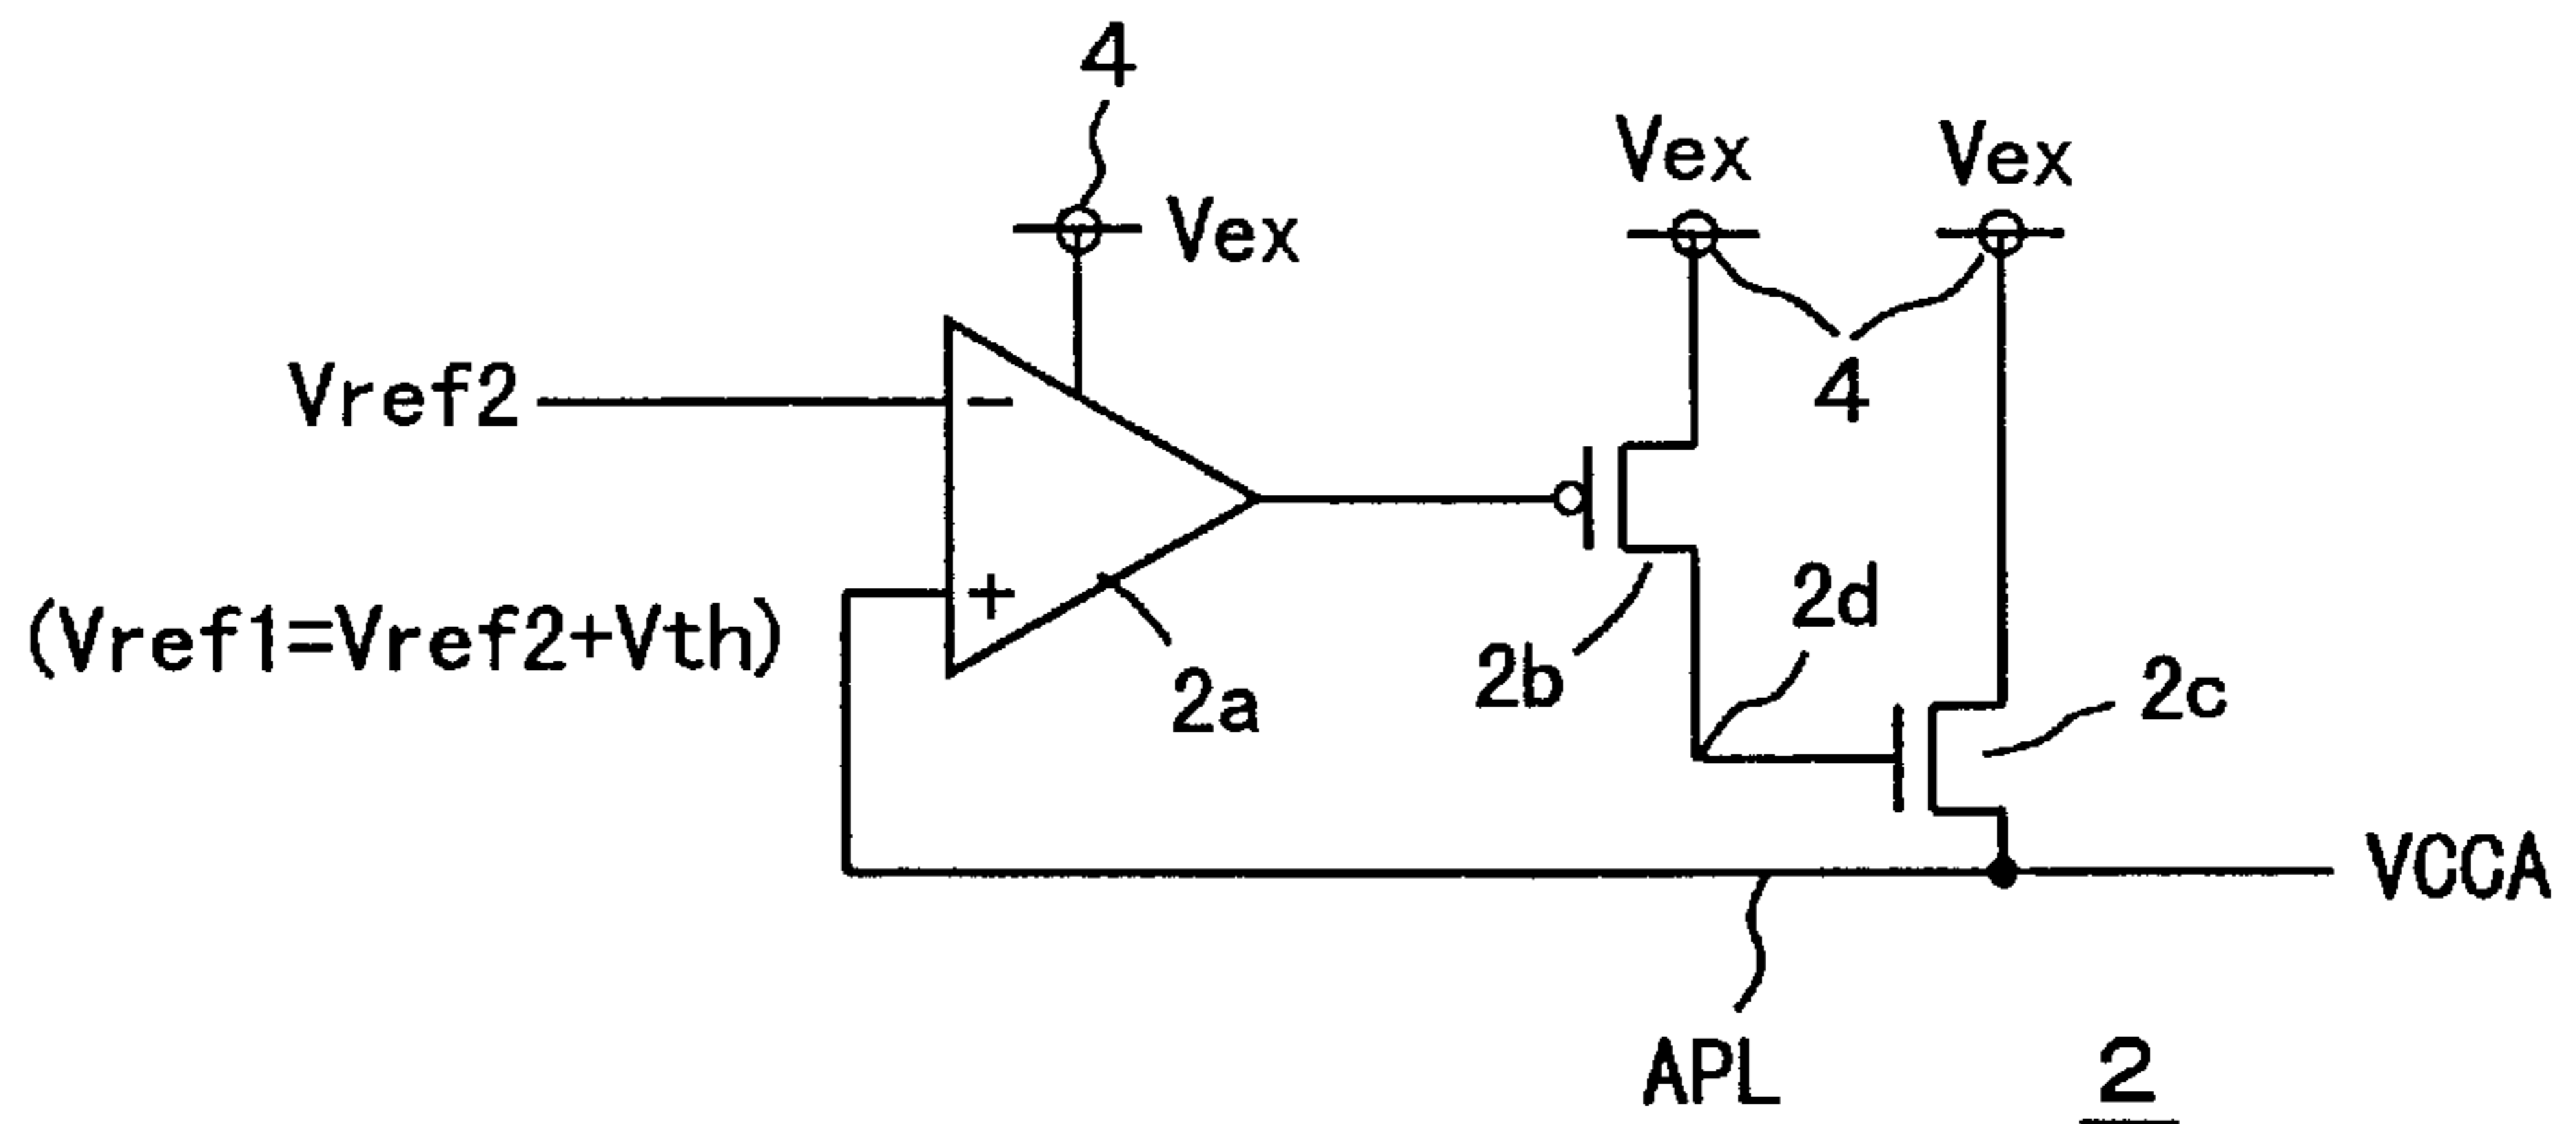 4
Vex
Vex
Vex
4
Vref2
−
+
(Vref1=Vref2+Vth)
2a
2b
2d
2c
VCCA
APL
2